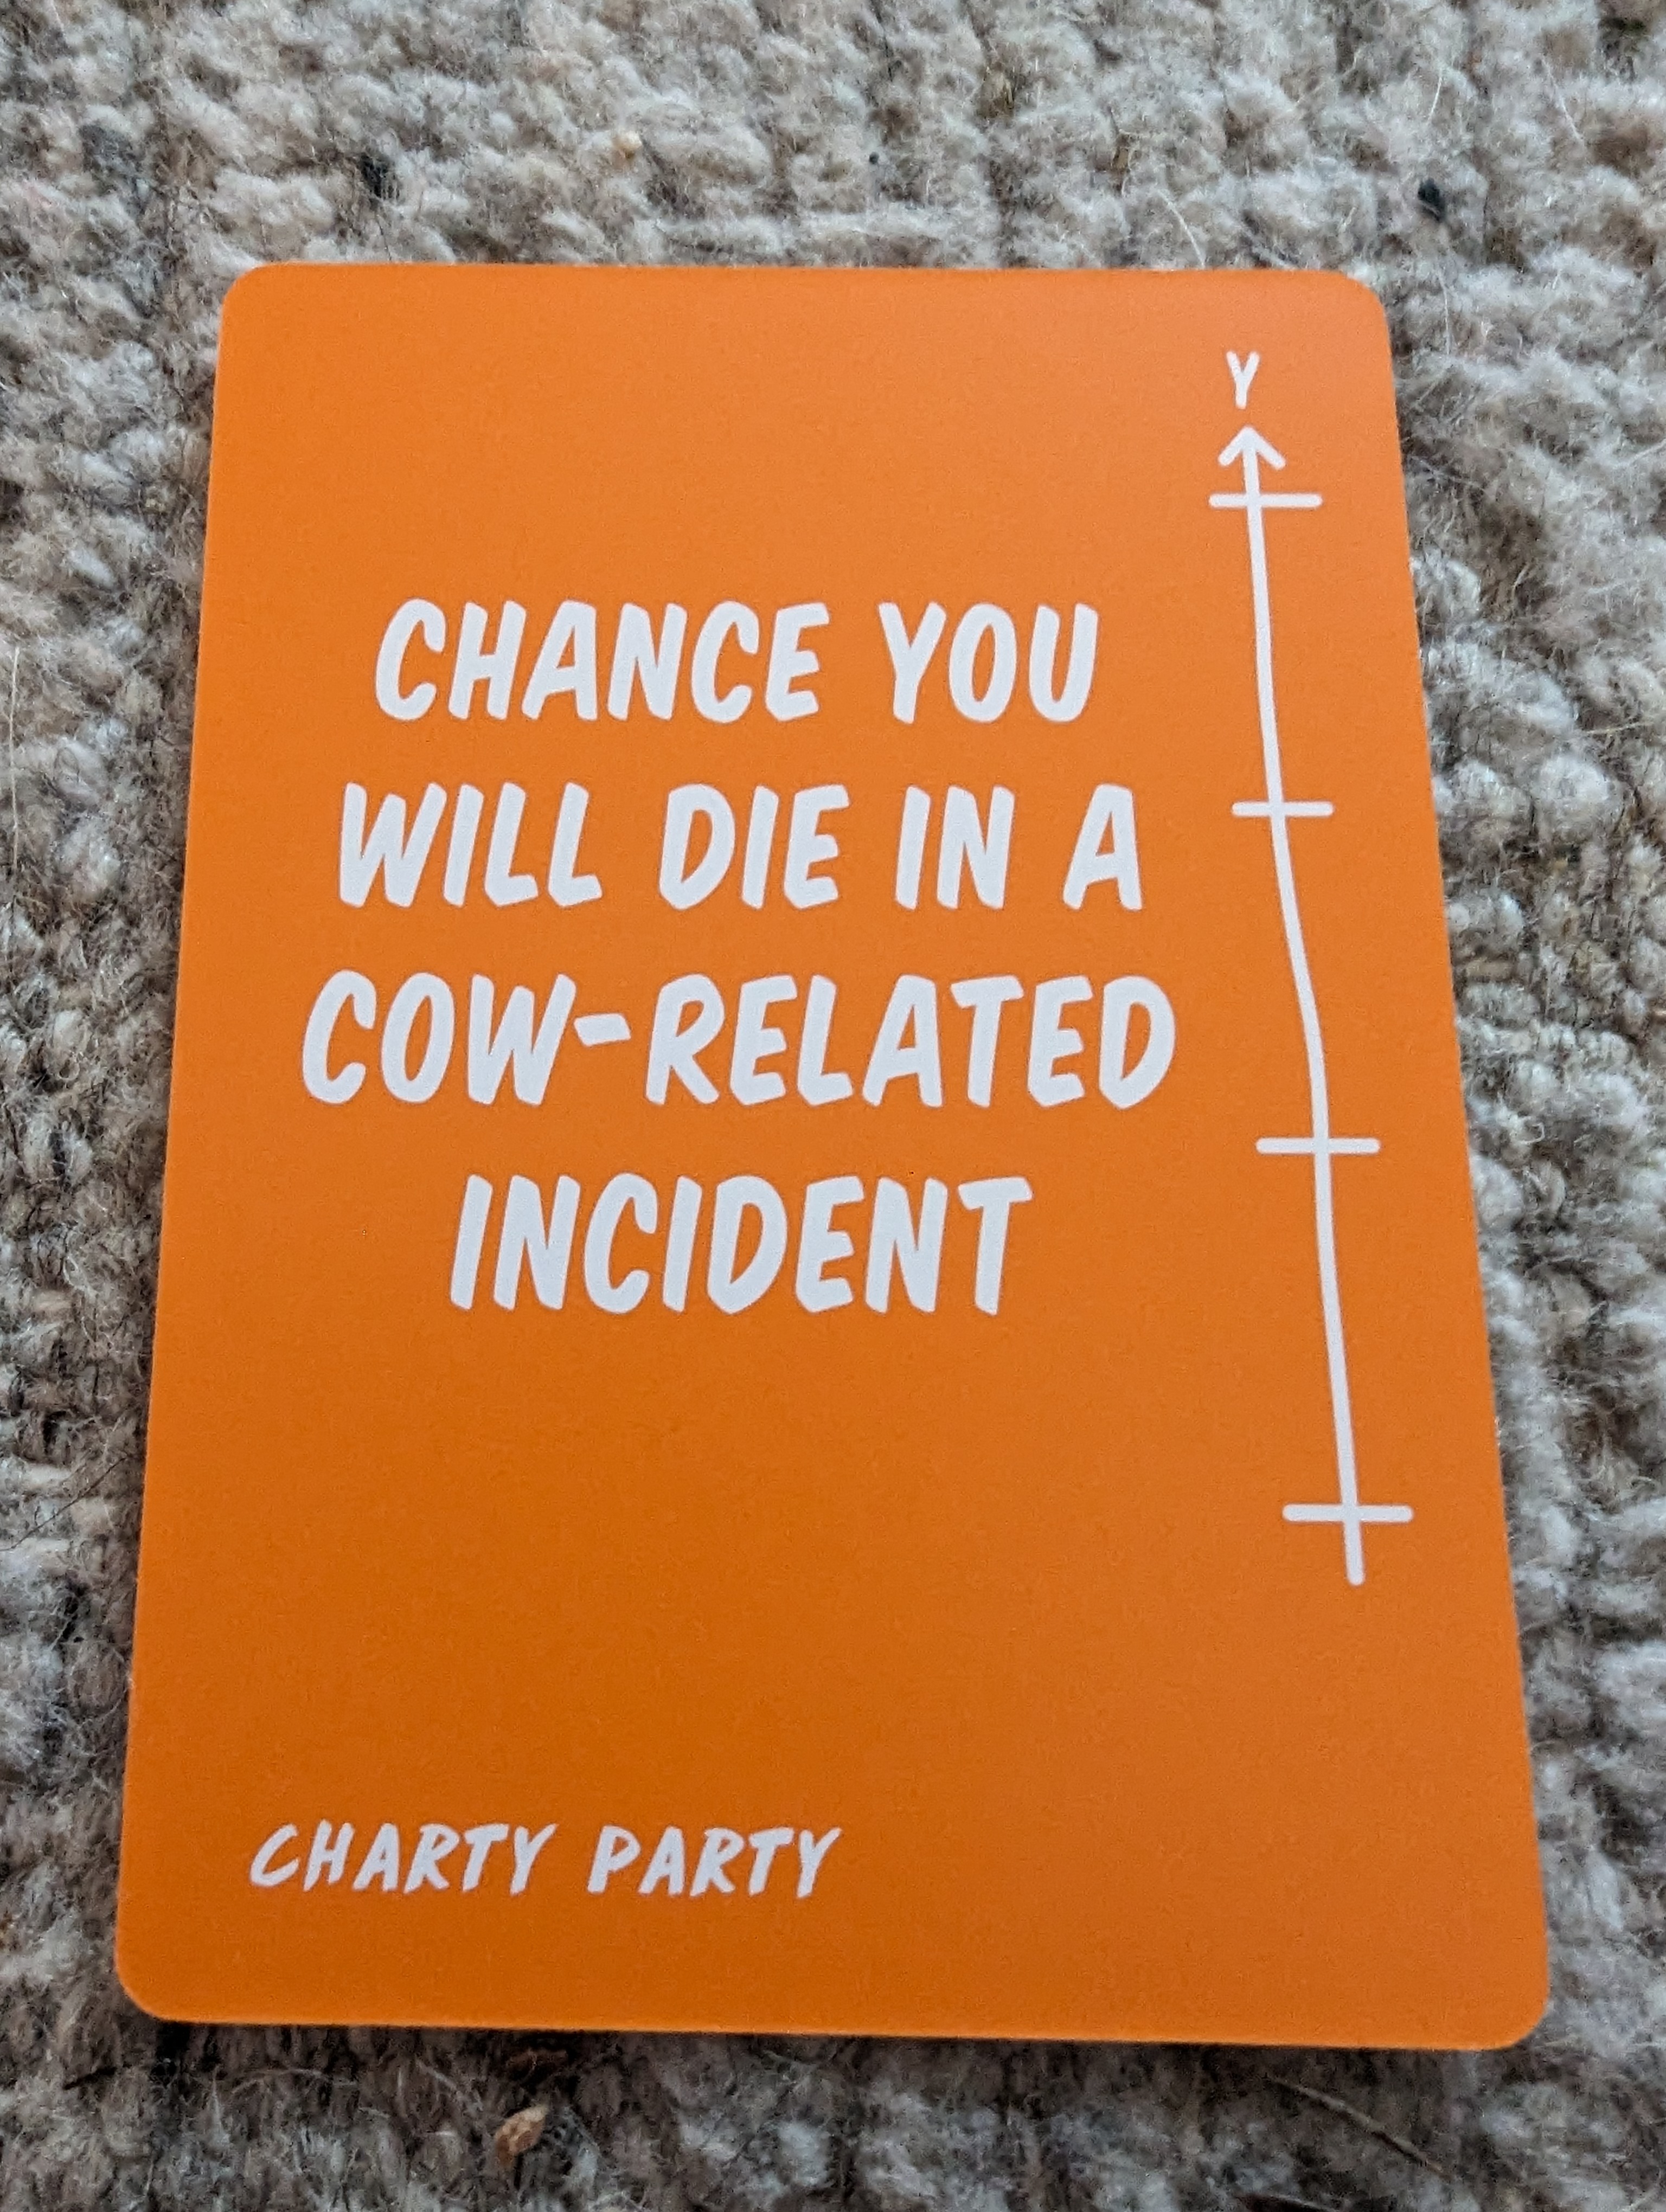 Y
CHANCE YOU
WILL DIE IN A
COW-RELATED
INCIDENT
CHARTY PARTY